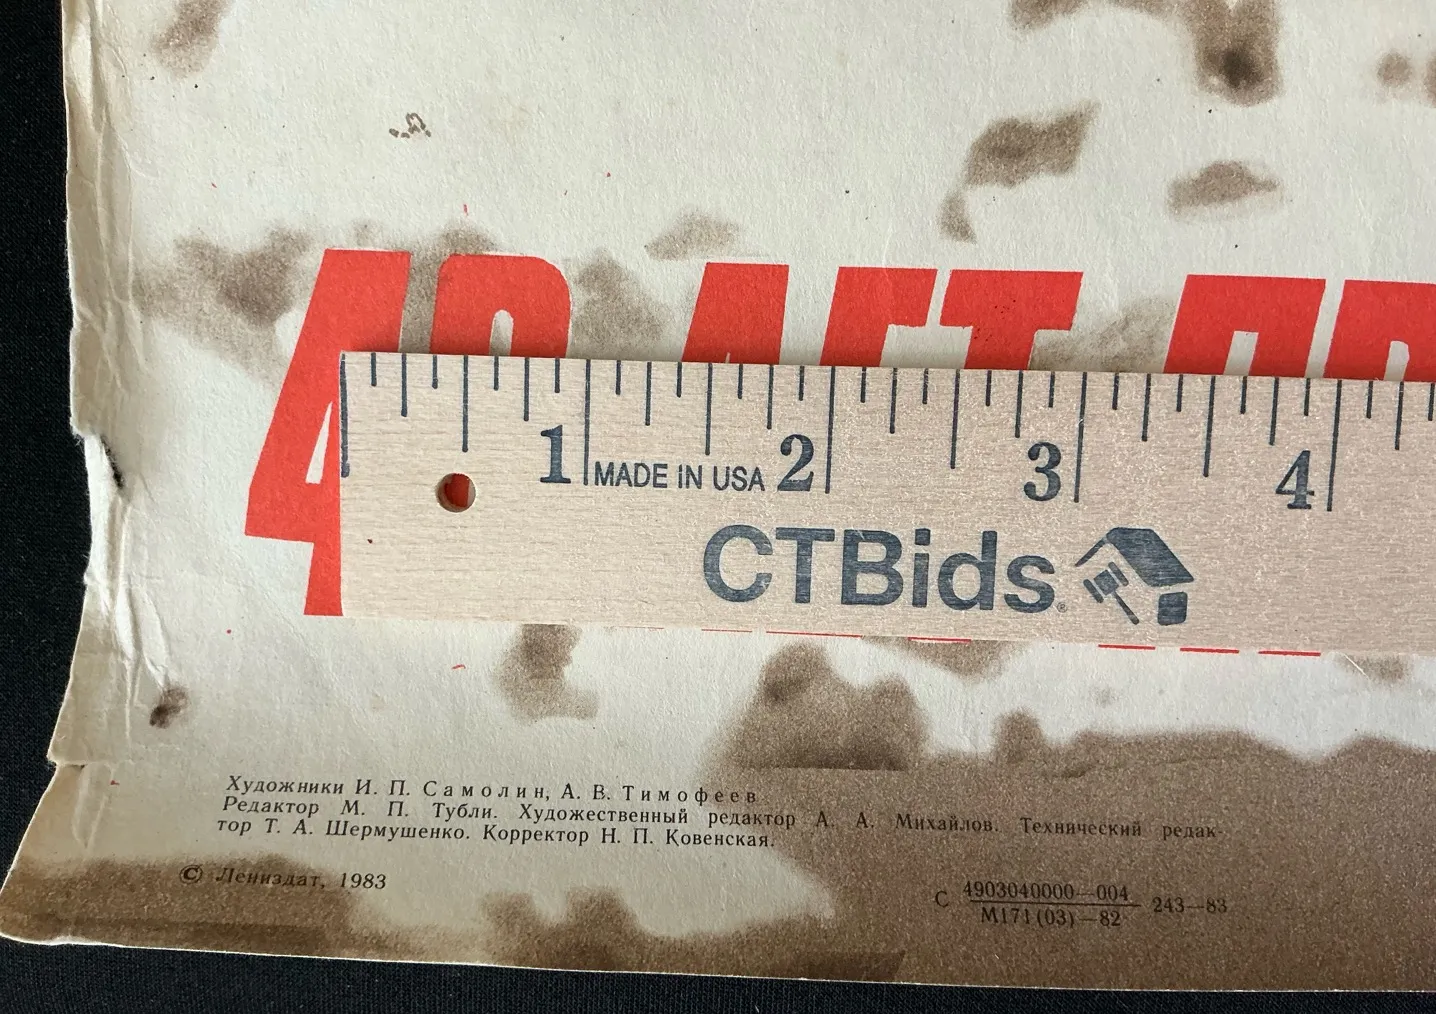 1 MADE IN USA 2 3 4
CTBids®
Художники И. П. Самолин, А. В. Тимофеев
Редактор М. П. Тубли. Художественный редактор А. А. Михайлов. Технический редак-
тор Т. А. Шермушенко. Корректор Н. П. Ковенская.
© Лениздат, 1983
С 4903040000—004 243—83
М171(03)—82